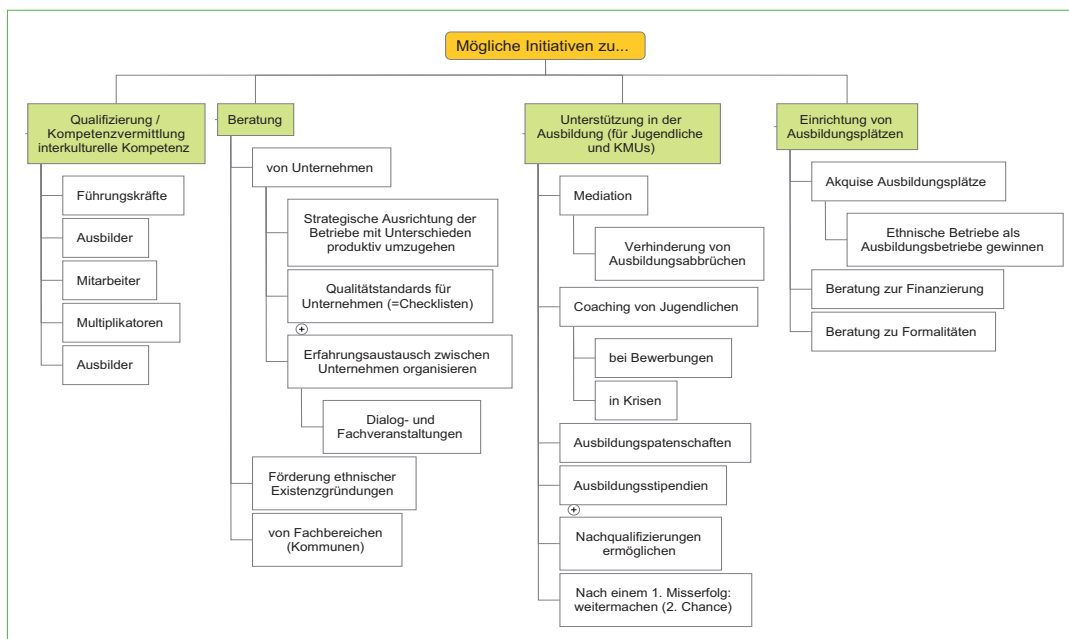 Mögliche Initiativen zu...
Qualifizierung /
Kompetenzvermittlung
interkulturelle Kompetenz
Führungskräfte
Ausbilder
Mitarbeiter
Multiplikatoren
Ausbilder
Beratung
von Unternehmen
Strategische Ausrichtung der
Betriebe mit Unterschieden
produktiv umzugehen
Qualitätstandards für
Unternehmen (=Checklisten)
Erfahrungsaustausch zwischen
Unternehmen organisieren
Dialog- und
Fachveranstaltungen
Förderung ethnischer
Existenzgründungen
von Fachbereichen
(Kommunen)
Unterstützung in der
Ausbildung (für Jugendliche
und KMUs)
Mediation
Verhinderung von
Ausbildungsabbrüchen
Coaching von Jugendlichen
bei Bewerbungen
in Krisen
Ausbildungspatenschaften
Ausbildungsstipendien
Nachqualifizierungen
ermöglichen
Nach einem 1. Misserfolg:
weitermachen (2. Chance)
Einrichtung von
Ausbildungsplätzen
Akquise Ausbildungsplätze
Ethnische Betriebe als
Ausbildungsbetriebe gewinnen
Beratung zur Finanzierung
Beratung zu Formalitäten